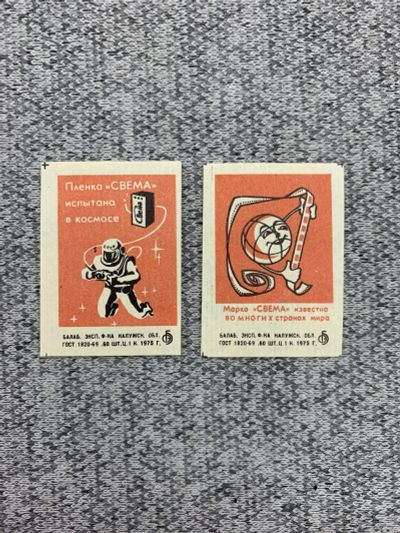 Пленка «СВЕМА»
испытана
в космосе
Свема
БАЛАБ. ЭКСП. Ф-КА КАЛУЖСК. ОБЛ.
ГОСТ 1820-69 .60 ШТ.Ц.1 К. 1975 Г.
Марка «СВЕМА» известна
во многих странах мира
БАЛАБ. ЭКСП. Ф-КА КАЛУЖСК. ОБЛ.
ГОСТ 1820-69 .60 ШТ.Ц.1 К. 1975 Г.